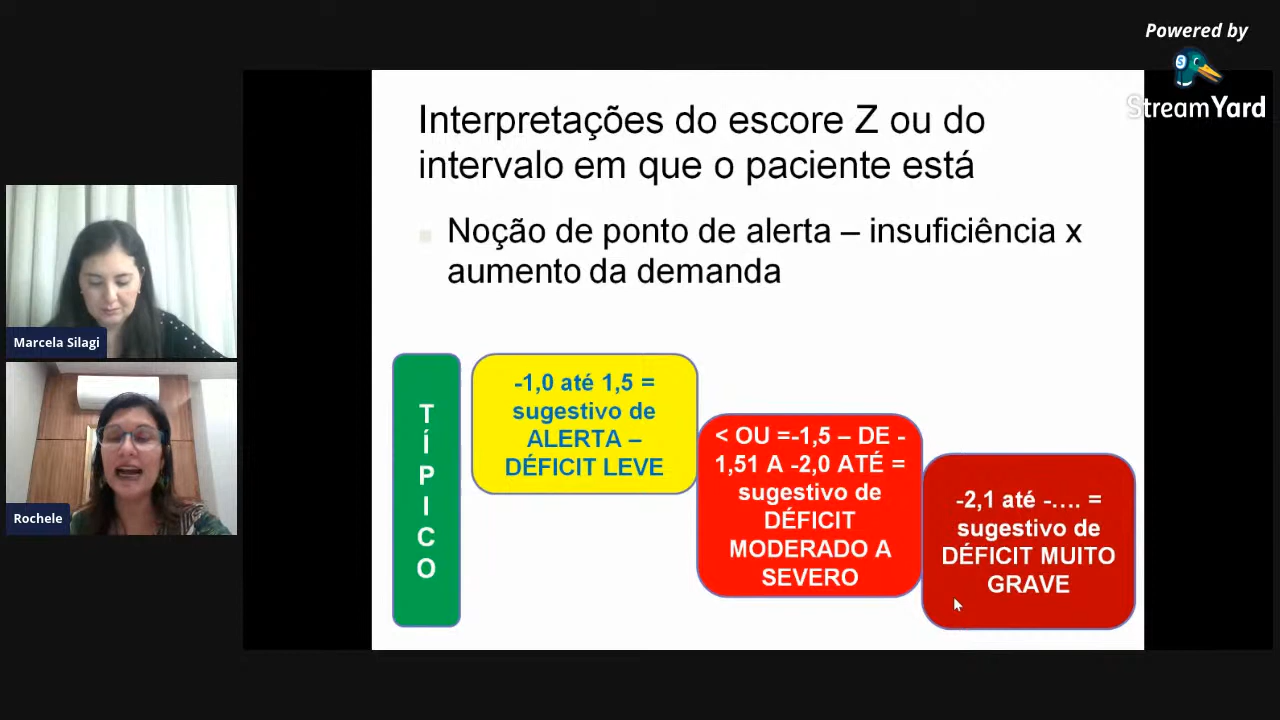 Powered by
StreamYard
Interpretações do escore Z ou do
intervalo em que o paciente está
Noção de ponto de alerta – insuficiência x
aumento da demanda
Marcela Silagi
Rochele
T
Í
P
I
C
O
-1,0 até 1,5 =
sugestivo de
ALERTA –
DÉFICIT LEVE
< OU =-1,5 – DE -
1,51 A -2,0 ATÉ =
sugestivo de
DÉFICIT
MODERADO A
SEVERO
-2,1 até -…. =
sugestivo de
DÉFICIT MUITO
GRAVE